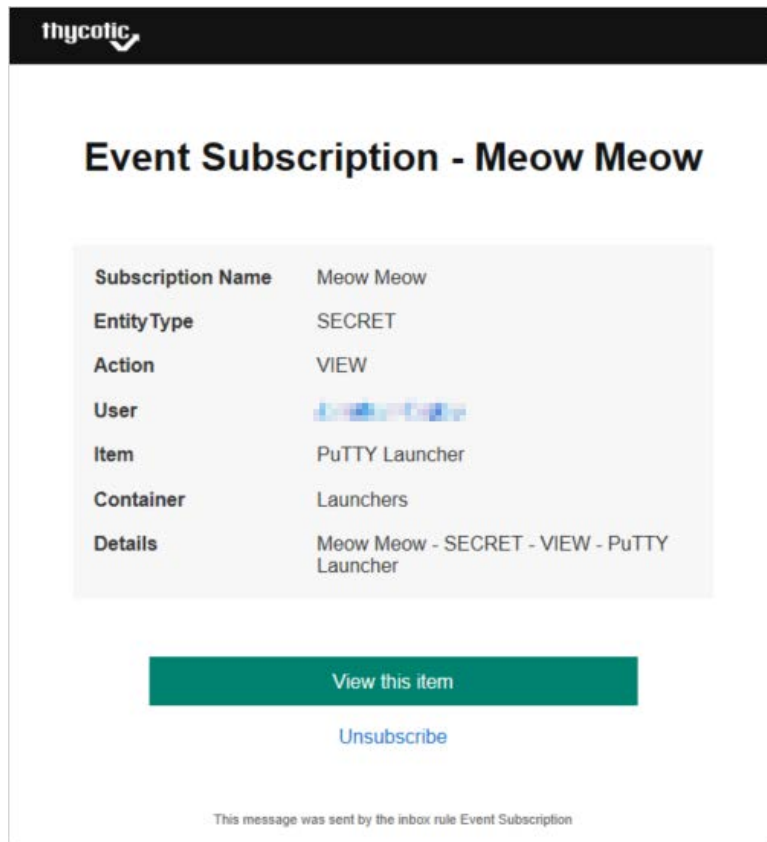 thycotic
Event Subscription - Meow Meow
Subscription Name Meow Meow
EntityType SECRET
Action VIEW
User
Item PuTTY Launcher
Container Launchers
Details Meow Meow - SECRET - VIEW - PuTTY
Launcher
View this item
Unsubscribe
This message was sent by the inbox rule Event Subscription